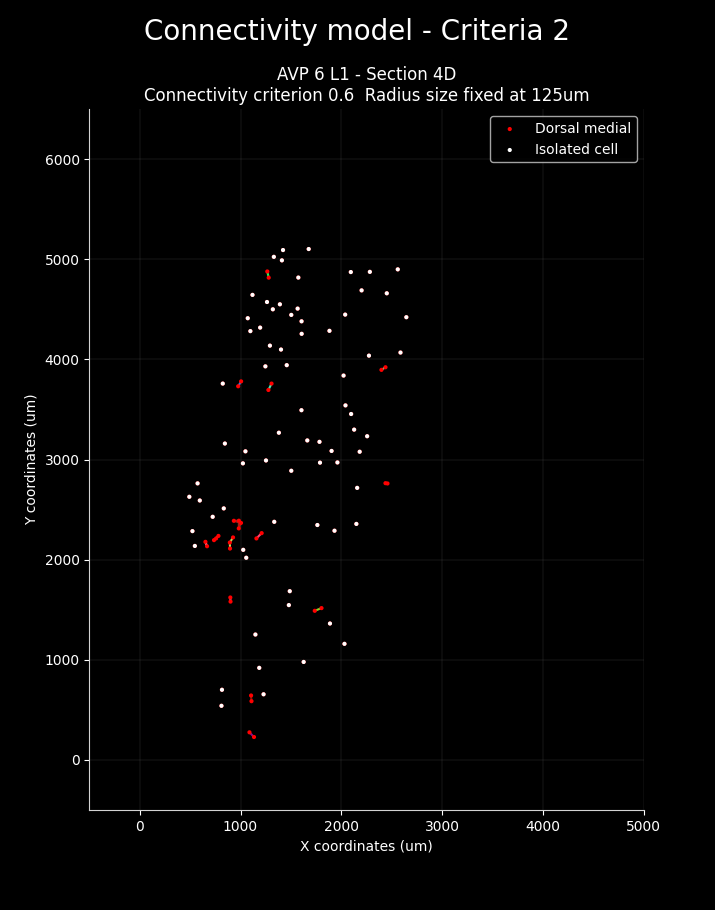 Connectivity model - Criteria 2
AVP 6 L1 - Section 4D
Connectivity criterion 0.6  Radius size fixed at 125um
Dorsal medial
Isolated cell
6000
5000
4000
3000
2000
1000
0
Y coordinates (um)
0 1000 2000 3000 4000 5000
X coordinates (um)